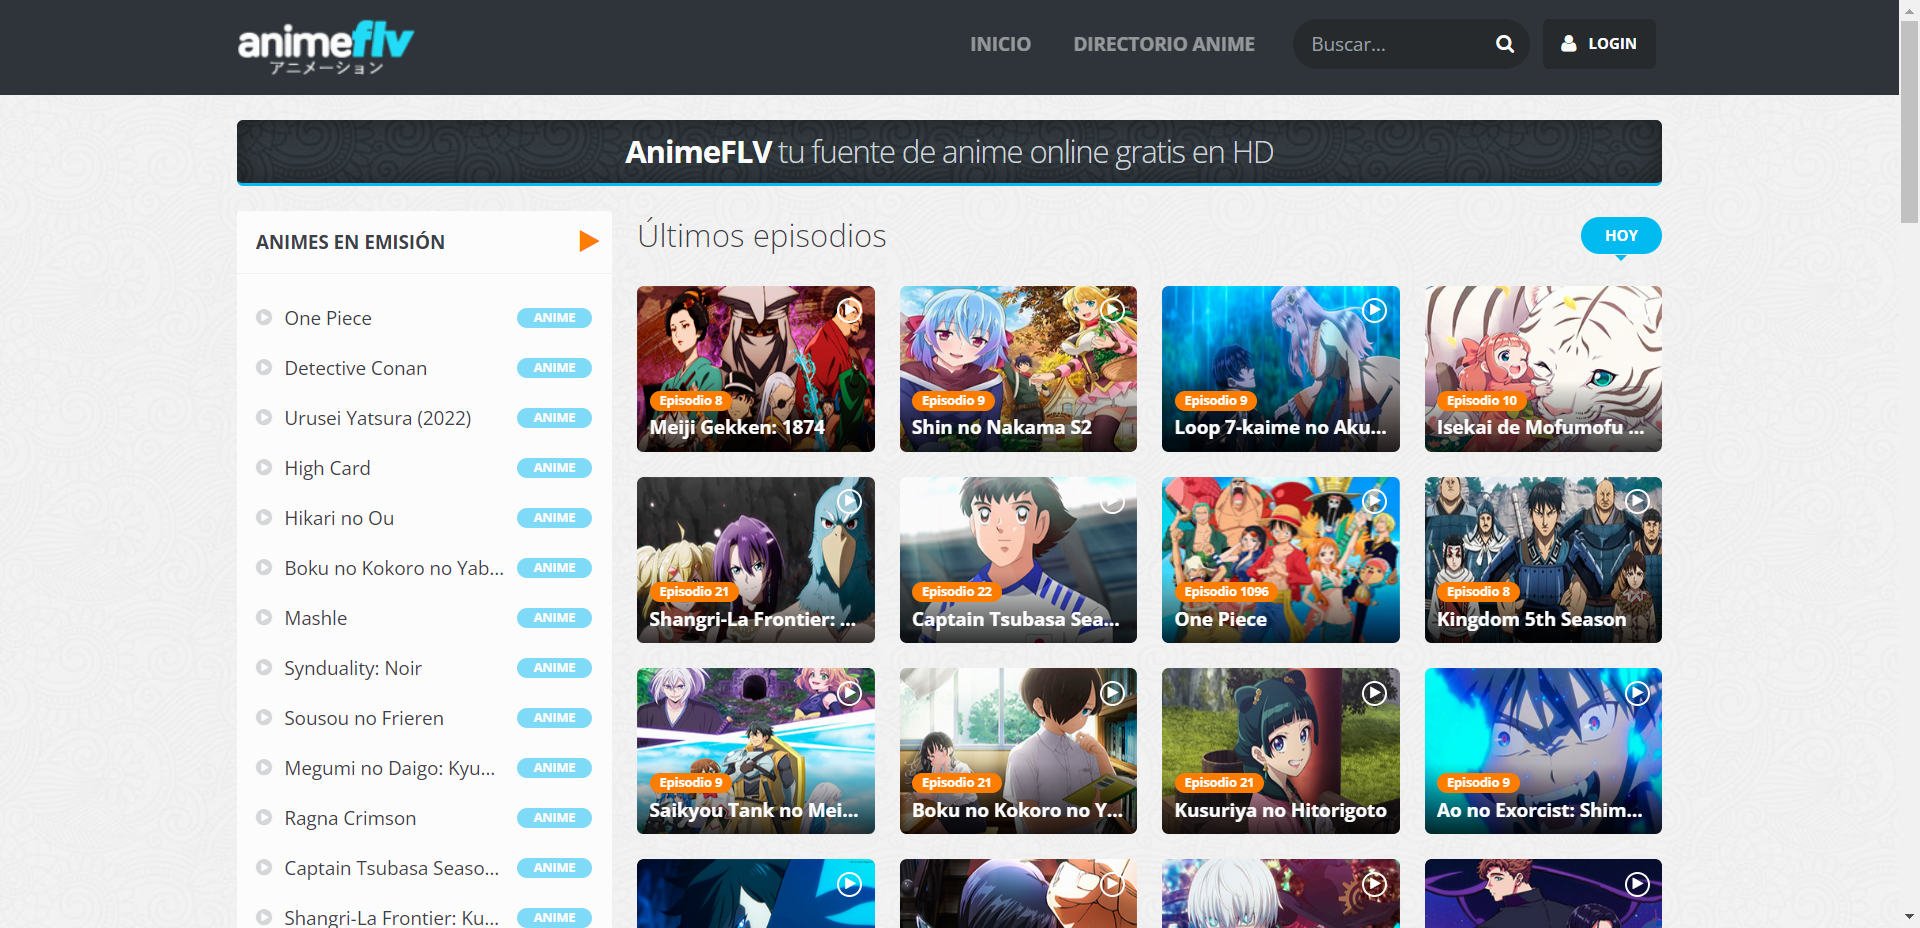 animeflv
アニメーション
INICIO
DIRECTORIO ANIME
Buscar...
LOGIN
AnimeFLV tu fuente de anime online gratis en HD
ANIMES EN EMISIÓN
One Piece ANIME
Detective Conan ANIME
Urusei Yatsura (2022) ANIME
High Card ANIME
Hikari no Ou ANIME
Boku no Kokoro no Yab... ANIME
Mashle ANIME
Synduality: Noir ANIME
Sousou no Frieren ANIME
Megumi no Daigo: Kyu... ANIME
Ragna Crimson ANIME
Captain Tsubasa Seaso... ANIME
Shangri-La Frontier: Ku... ANIME
Últimos episodios
HOY
Episodio 8
Meiji Gekken: 1874
Episodio 9
Shin no Nakama S2
Episodio 9
Loop 7-kaime no Aku...
Episodio 10
Isekai de Mofumofu ...
Episodio 21
Shangri-La Frontier: ...
Episodio 22
Captain Tsubasa Sea...
Episodio 1096
One Piece
Episodio 8
Kingdom 5th Season
Episodio 9
Saikyou Tank no Mei...
Episodio 21
Boku no Kokoro no Y...
Episodio 21
Kusuriya no Hitorigoto
Episodio 9
Ao no Exorcist: Shim...